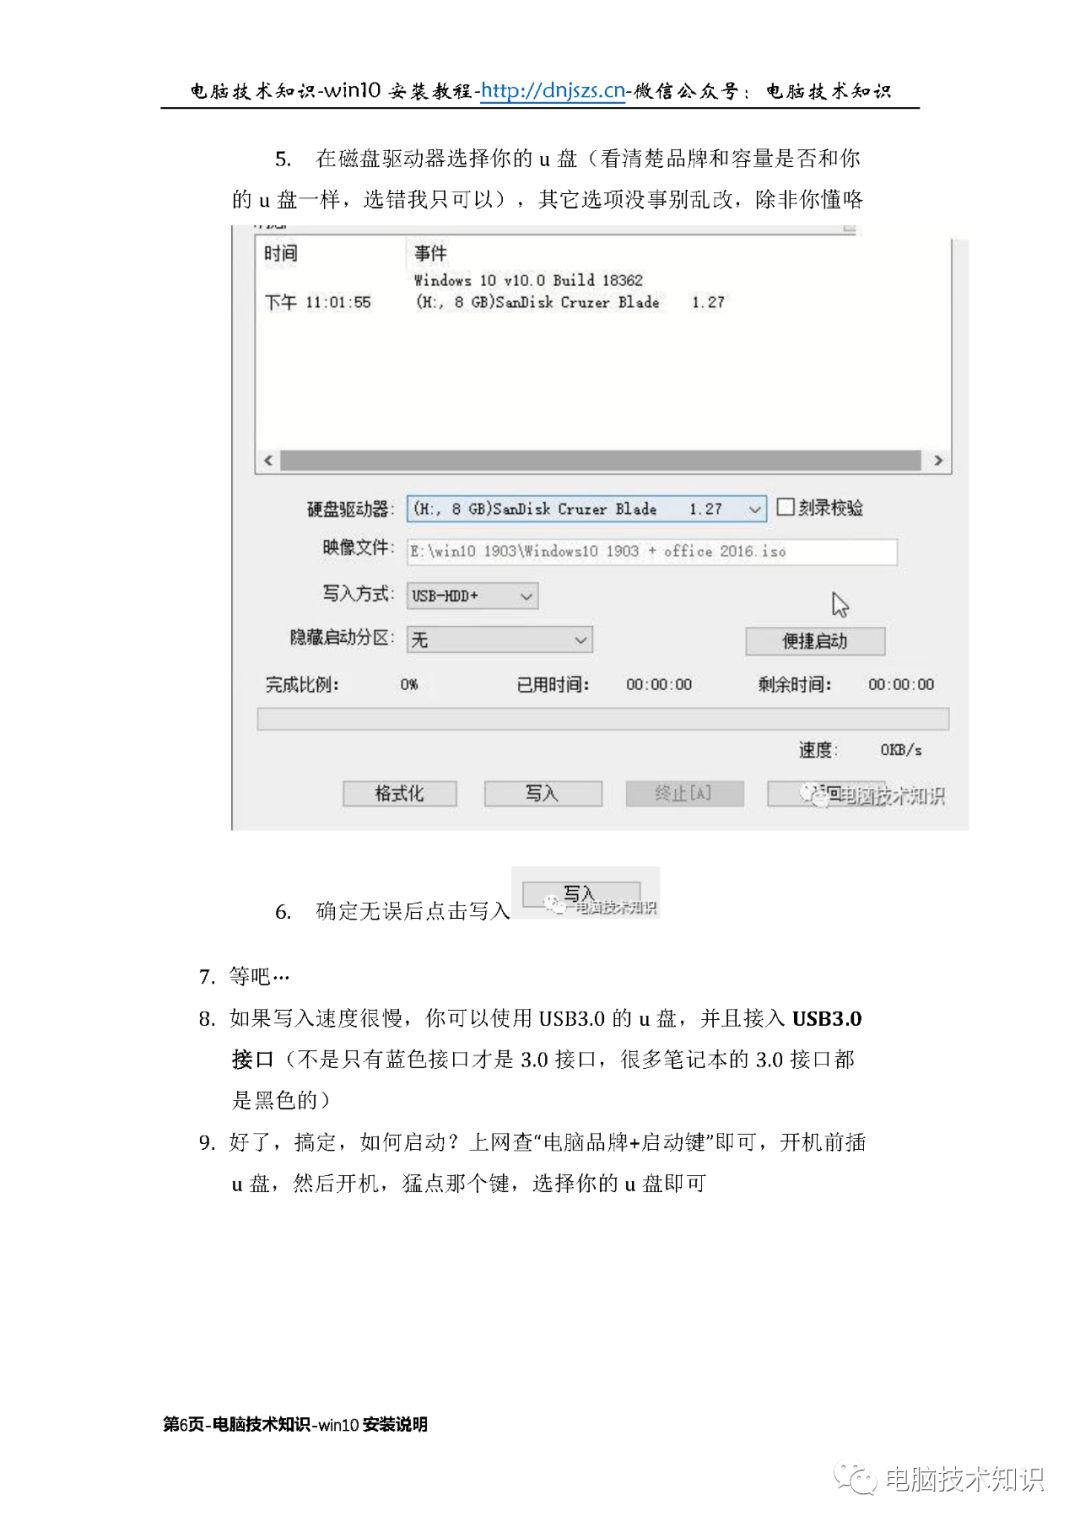 电脑技术知识-win10 安装教程-http://dnjszs.cn-微信公众号：电脑技术知识
5. 在磁盘驱动器选择你的 u 盘（看清楚品牌和容量是否和你
的 u 盘一样，选错我只可以），其它选项没事别乱改，除非你懂咯
时间 事件
Windows 10 v10.0 Build 18362
下午 11:01:55 (H:, 8 GB)SanDisk Cruzer Blade 1.27
硬盘驱动器: (H:, 8 GB)SanDisk Cruzer Blade 1.27 刻录校验
映像文件: E:\win10 1903\Windows10 1903 + office 2016.iso
写入方式: USB-HDD+
隐藏启动分区: 无 便捷启动
完成比例: 0% 已用时间: 00:00:00 剩余时间: 00:00:00
速度: 0KB/s
格式化 写入 终止[A] 返回 电脑技术知识
写入
电脑技术知识
6. 确定无误后点击写入
7. 等吧…
8. 如果写入速度很慢，你可以使用 USB3.0 的 u 盘，并且接入 USB3.0
接口（不是只有蓝色接口才是 3.0 接口，很多笔记本的 3.0 接口都
是黑色的）
9. 好了，搞定，如何启动？上网查“电脑品牌+启动键”即可，开机前插
u 盘，然后开机，猛点那个键，选择你的 u 盘即可
第6页-电脑技术知识-win10 安装说明
电脑技术知识